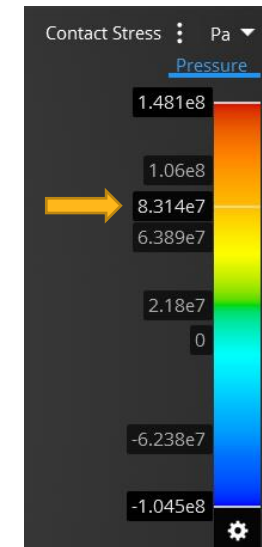 Contact Stress Pa
Pressure
1.481e8
1.06e8
8.314e7
6.389e7
2.18e7
0
-6.238e7
-1.045e8